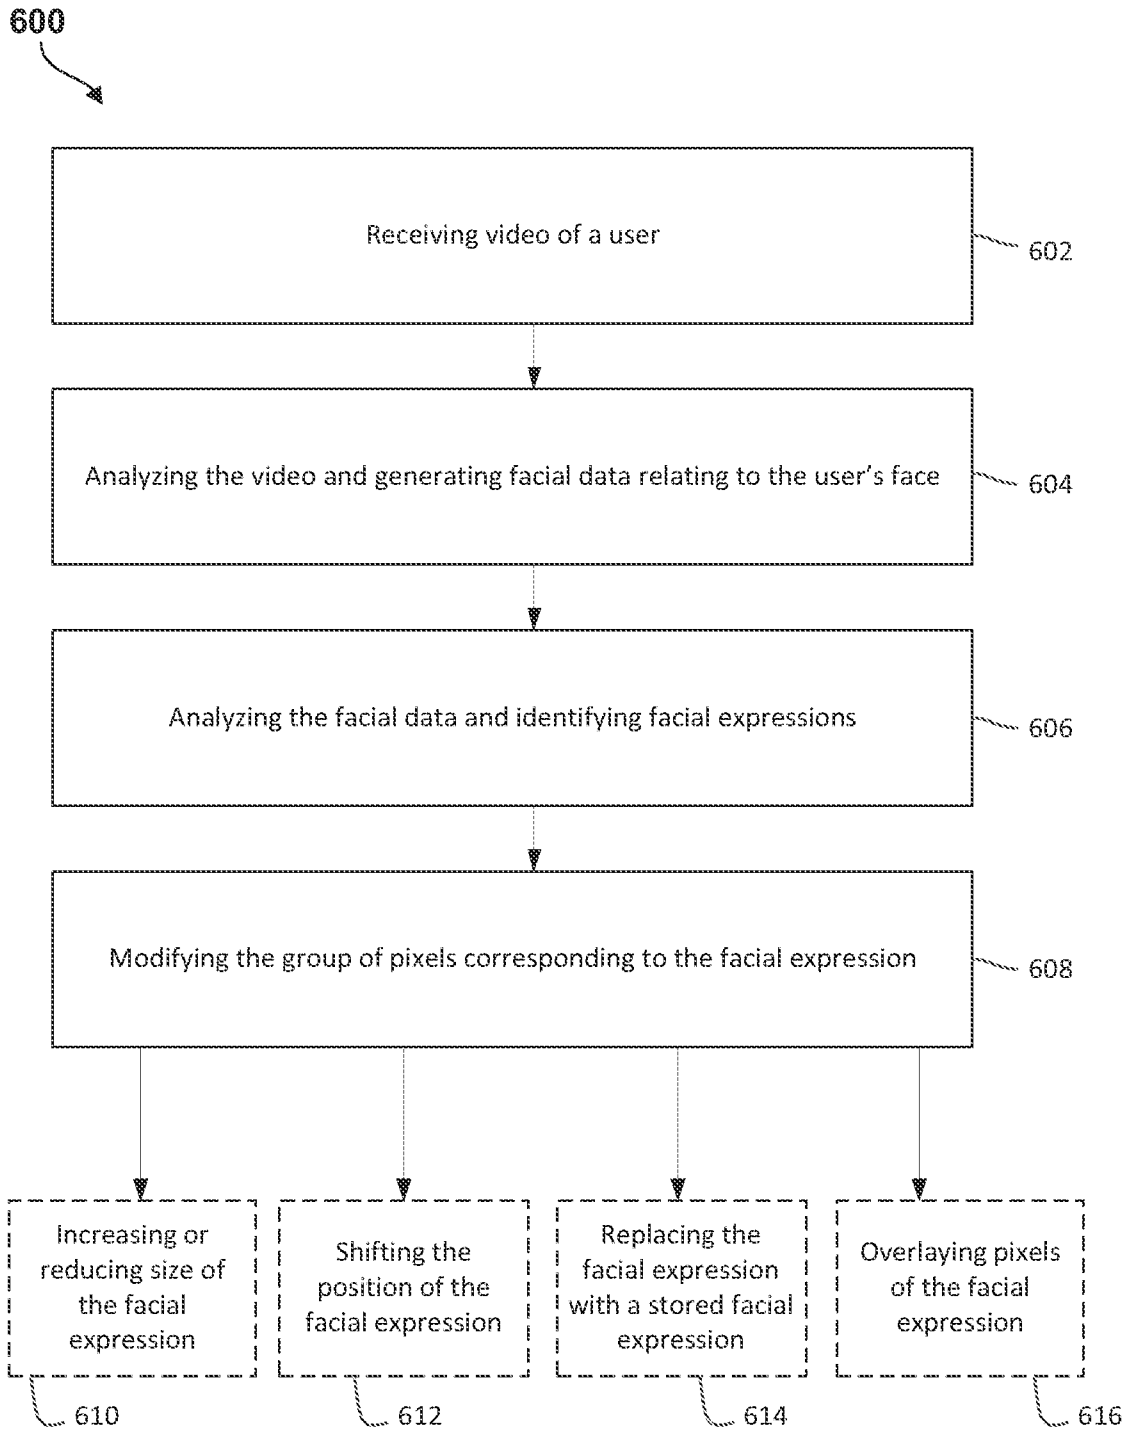 600
Receiving video of a user
602
Analyzing the video and generating facial data relating to the user's face
604
Analyzing the facial data and identifying facial expressions
606
Modifying the group of pixels corresponding to the facial expression
608
Increasing or
reducing size of
the facial
expression
610
Shifting the
position of the
facial expression
612
Replacing the
facial expression
with a stored facial
expression
614
Overlaying pixels
of the facial
expression
616